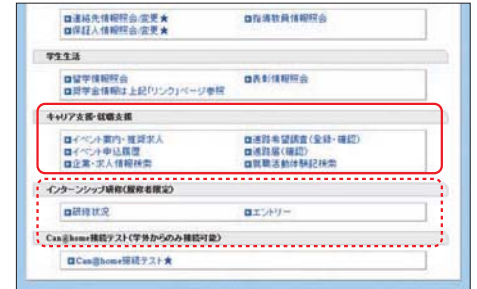 連絡先情報照会/変更★ 指導教員情報照会
保証人情報照会/変更★
学生生活
留学情報照会 表彰情報照会
奨学金情報は上記「リンク」ページ参照
キャリア支援・就職支援
イベント案内・推奨求人 進路希望調査(登録・確認)
イベント申込履歴 進路届(確認)
企業・求人情報検索 就職活動体験記検索
インターンシップ研修(履修者限定)
研修状況 エントリー
Can@home接続テスト(学外からのみ接続可能)
Can@home接続テスト★